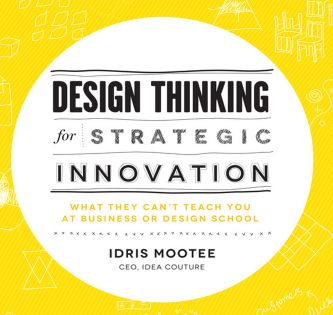 DESIGN THINKING
for STRATEGIC
INNOVATION
WHAT THEY CAN'T TEACH YOU
AT BUSINESS OR DESIGN SCHOOL
IDRIS MOOTEE
CEO, IDEA COUTURE